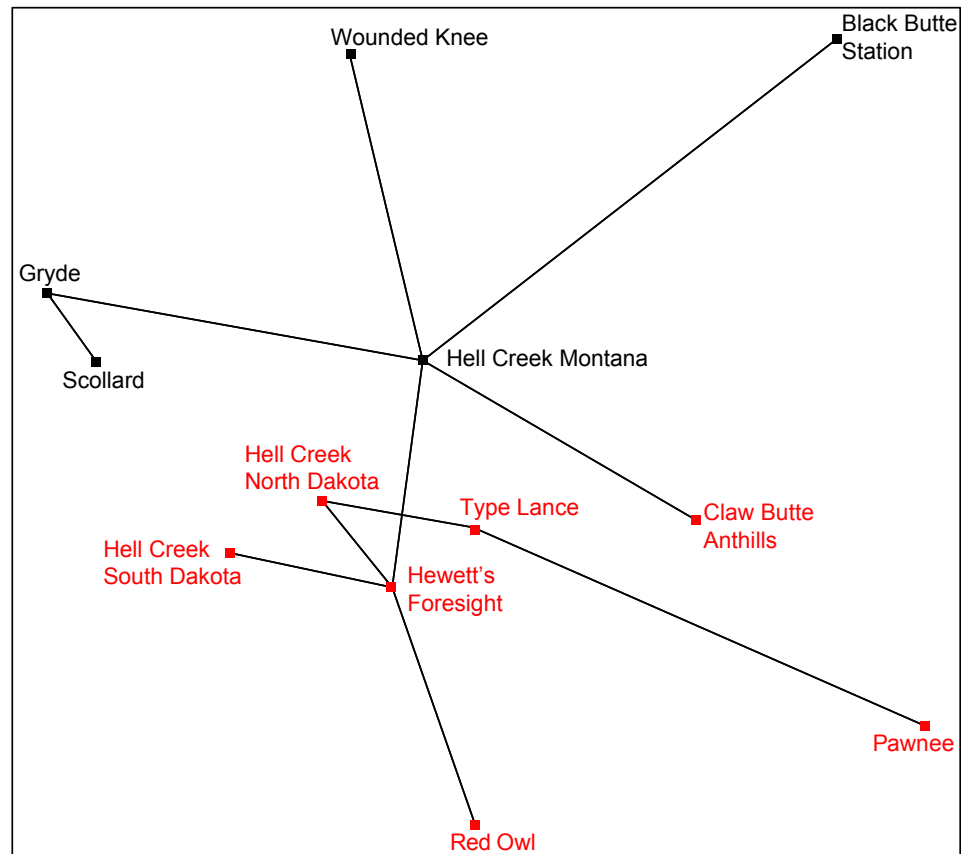 Wounded Knee
Black Butte
Station
Gryde
Scollard
Hell Creek Montana
Hell Creek
North Dakota
Type Lance
Claw Butte
Anthills
Hell Creek
South Dakota
Hewett's
Foresight
Pawnee
Red Owl